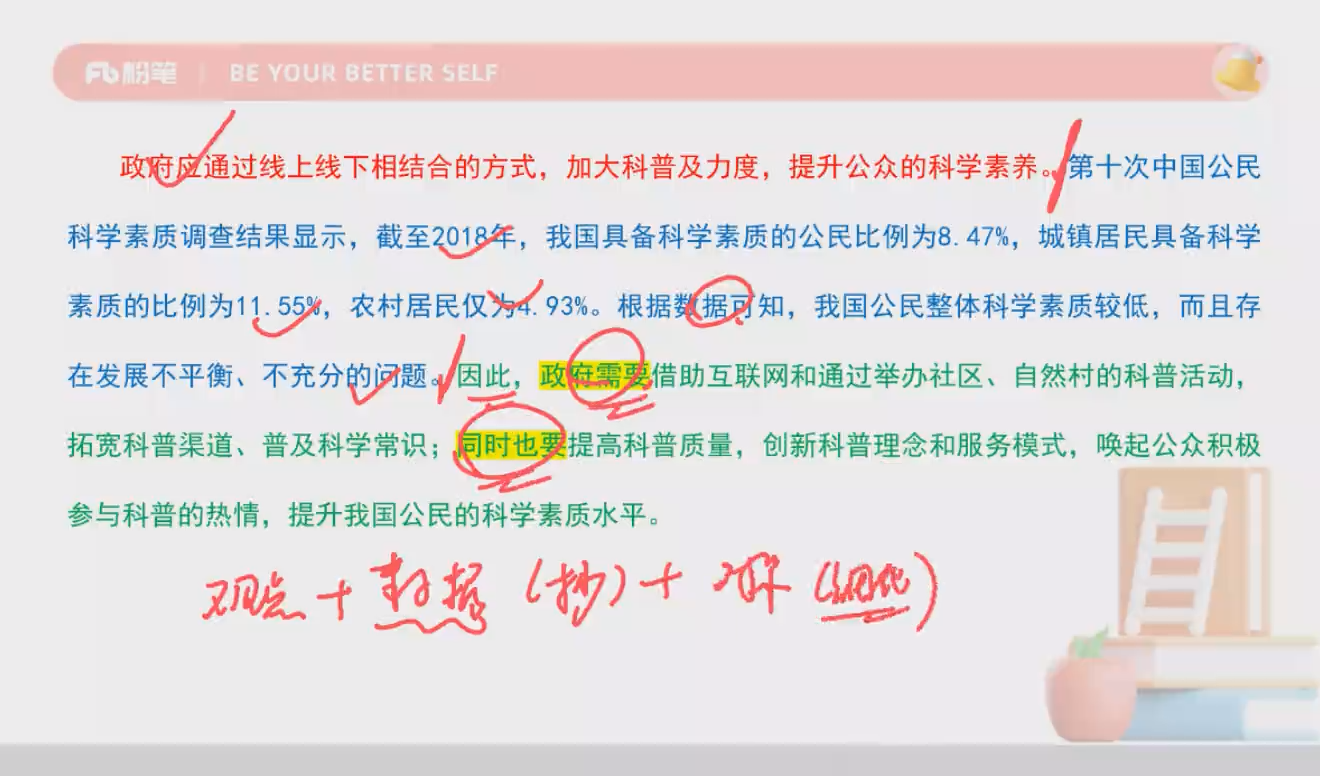 粉笔 BE YOUR BETTER SELF
政府应通过线上线下相结合的方式，加大科普及力度，提升公众的科学素养。第十次中国公民
科学素质调查结果显示，截至2018年，我国具备科学素质的公民比例为8.47%，城镇居民具备科学
素质的比例为11.55%，农村居民仅为4.93%。根据数据可知，我国公民整体科学素质较低，而且存
在发展不平衡、不充分的问题。因此，政府需要借助互联网和通过举办社区、自然村的科普活动，
拓宽科普渠道、普及科学常识；同时也要提高科普质量，创新科普理念和服务模式，唤起公众积极
参与科普的热情，提升我国公民的科学素质水平。
观点+数据（抄）+（细化）